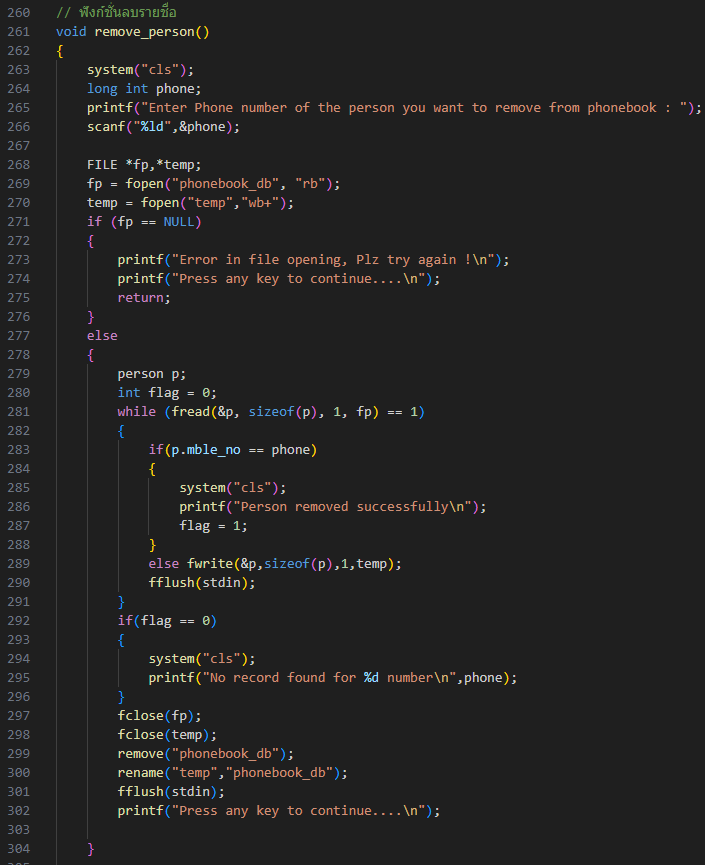 260 // ฟังก์ชั่นลบรายชื่อ
261 void remove_person()
262 {
263     system("cls");
264     long int phone;
265     printf("Enter Phone number of the person you want to remove from phonebook : ");
266     scanf("%ld",&phone);
267
268     FILE *fp,*temp;
269     fp = fopen("phonebook_db", "rb");
270     temp = fopen("temp","wb+");
271     if (fp == NULL)
272     {
273         printf("Error in file opening, Plz try again !\n");
274         printf("Press any key to continue....\n");
275         return;
276     }
277     else
278     {
279         person p;
280         int flag = 0;
281         while (fread(&p, sizeof(p), 1, fp) == 1)
282         {
283             if(p.mble_no == phone)
284             {
285                 system("cls");
286                 printf("Person removed successfully\n");
287                 flag = 1;
288             }
289             else fwrite(&p,sizeof(p),1,temp);
290             fflush(stdin);
291         }
292         if(flag == 0)
293         {
294             system("cls");
295             printf("No record found for %d number\n",phone);
296         }
297         fclose(fp);
298         fclose(temp);
299         remove("phonebook_db");
300         rename("temp","phonebook_db");
301         fflush(stdin);
302         printf("Press any key to continue....\n");
303
304     }